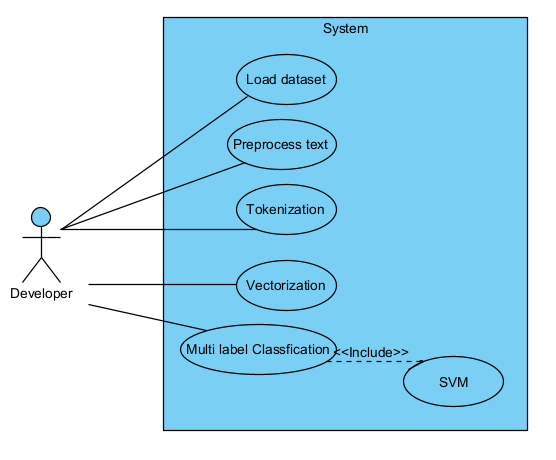 System
Load dataset
Preprocess text
Tokenization
Developer
Vectorization
Multi label Classfication
<<Include>>
SVM